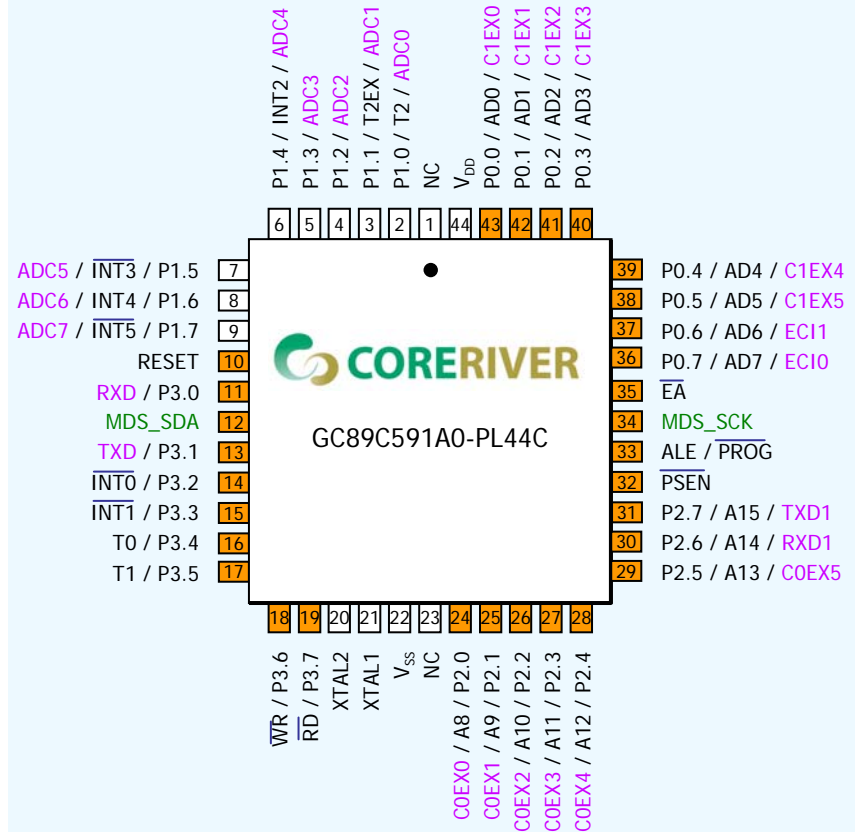 P1.4 / INT2 / ADC4
P1.3 / ADC3
P1.2 / ADC2
P1.1 / T2EX / ADC1
P1.0 / T2 / ADC0
NC
VDD
P0.0 / AD0 / C1EX0
P0.1 / AD1 / C1EX1
P0.2 / AD2 / C1EX2
P0.3 / AD3 / C1EX3
6 5 4 3 2 1 44 43 42 41 40
ADC5 / INT3 / P1.5 7
ADC6 / INT4 / P1.6 8
ADC7 / INT5 / P1.7 9
RESET 10
RXD / P3.0 11
MDS_SDA 12
TXD / P3.1 13
INT0 / P3.2 14
INT1 / P3.3 15
T0 / P3.4 16
T1 / P3.5 17
CORERIVER
GC89C591A0-PL44C
39 P0.4 / AD4 / C1EX4
38 P0.5 / AD5 / C1EX5
37 P0.6 / AD6 / ECI1
36 P0.7 / AD7 / ECI0
35 EA
34 MDS_SCK
33 ALE / PROG
32 PSEN
31 P2.7 / A15 / TXD1
30 P2.6 / A14 / RXD1
29 P2.5 / A13 / C0EX5
18 19 20 21 22 23 24 25 26 27 28
WR / P3.6
RD / P3.7
XTAL2
XTAL1
VSS
NC
C0EX0 / A8 / P2.0
C0EX1 / A9 / P2.1
C0EX2 / A10 / P2.2
C0EX3 / A11 / P2.3
C0EX4 / A12 / P2.4